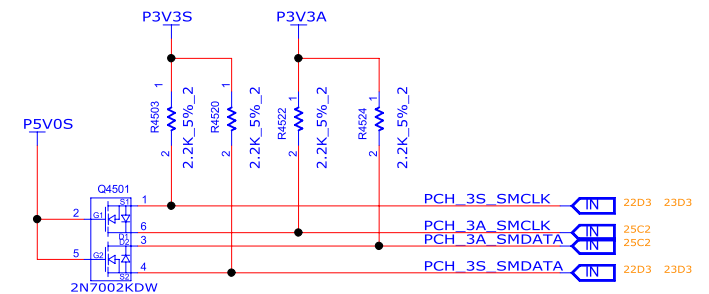 P3V3S P3V3A
1 1 1 1
R4503 2.2K_5%_2 R4520 2.2K_5%_2 R4522 2.2K_5%_2 R4524 2.2K_5%_2
P5V0S
2 2 2 2
Q4501
S1 1 PCH_3S_SMCLK IN 22D3 23D3
2 G1
D1 6 PCH_3A_SMCLK IN 25C2
D2 3 PCH_3A_SMDATA IN 25C2
5 G2
S2 4 PCH_3S_SMDATA IN 22D3 23D3
2N7002KDW